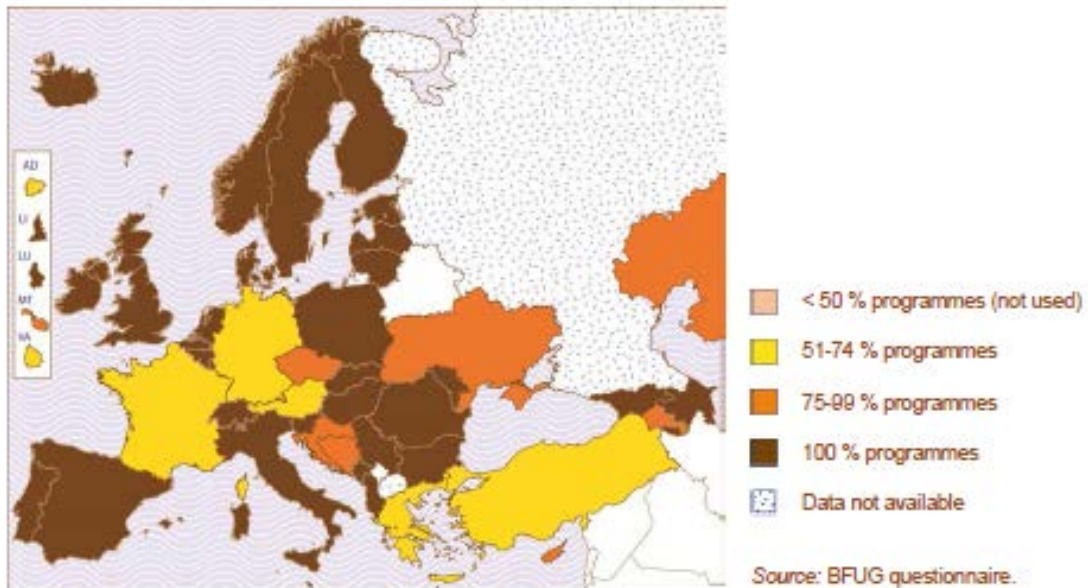 AD
LI
LU
MT
VA
< 50 % programmes (not used)
51-74 % programmes
75-99 % programmes
100 % programmes
Data not available
Source: BFUG questionnaire.